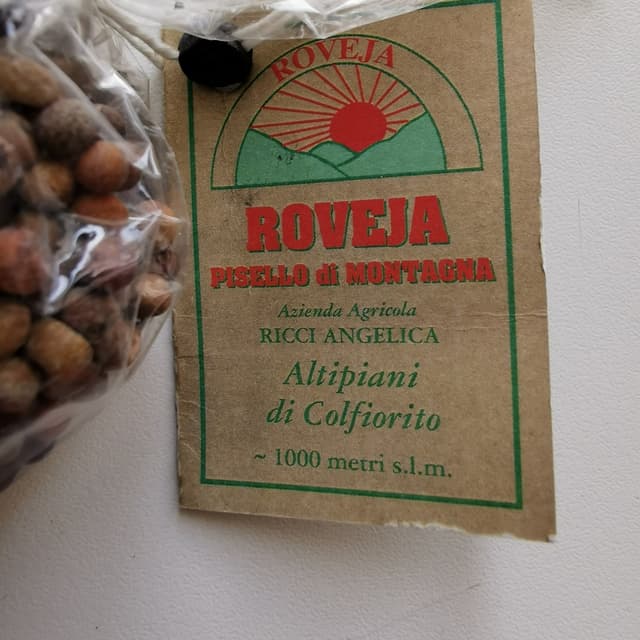 ROVEJA
ROVEJA
PISELLO di MONTAGNA
Azienda Agricola
RICCI ANGELICA
Altipiani
di Colfiorito
~ 1000 metri s.l.m.